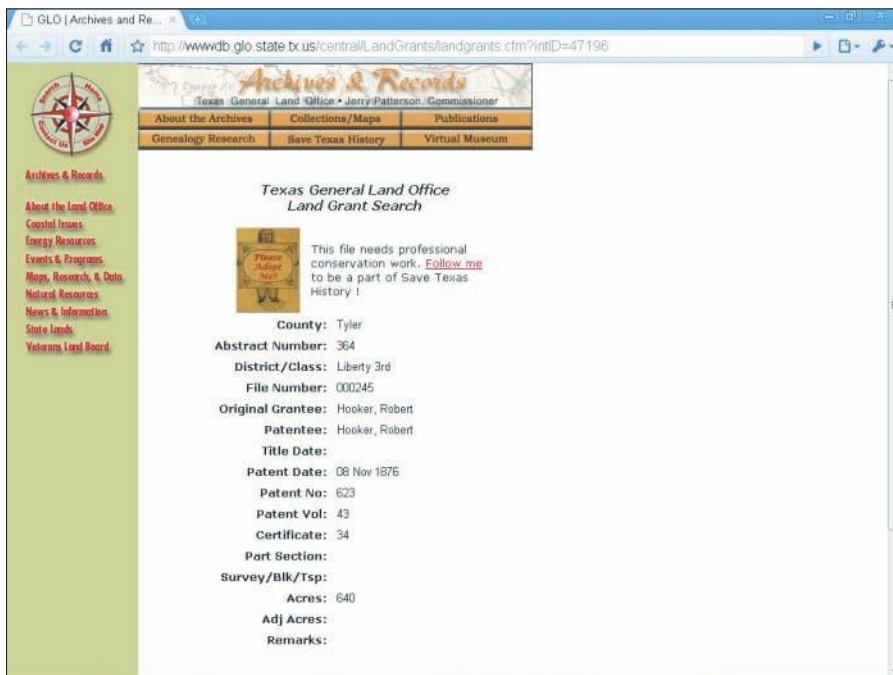 GLO | Archives and Re...
http://wwwdb.glo.state.tx.us/central/LandGrants/landgrants.cfm?intID=47196
Search
Home
Contact Us
Site Map
Archives & Records
Texas General Land Office • Jerry Patterson, Commissioner
About the Archives
Collections/Maps
Publications
Genealogy Research
Save Texas History
Virtual Museum
Archives & Records
About the Land Office
Coastal Issues
Energy Resources
Events & Programs
Maps, Research, & Data
Natural Resources
News & Information
State Lands
Veterans Land Board
Texas General Land Office
Land Grant Search
Please
Adopt
Me!!
This file needs professional
conservation work. Follow me
to be a part of Save Texas
History !
County: Tyler
Abstract Number: 364
District/Class: Liberty 3rd
File Number: 000245
Original Grantee: Hooker, Robert
Patentee: Hooker, Robert
Title Date:
Patent Date: 08 Nov 1876
Patent No: 623
Patent Vol: 43
Certificate: 34
Part Section:
Survey/Blk/Tsp:
Acres: 640
Adj Acres:
Remarks: